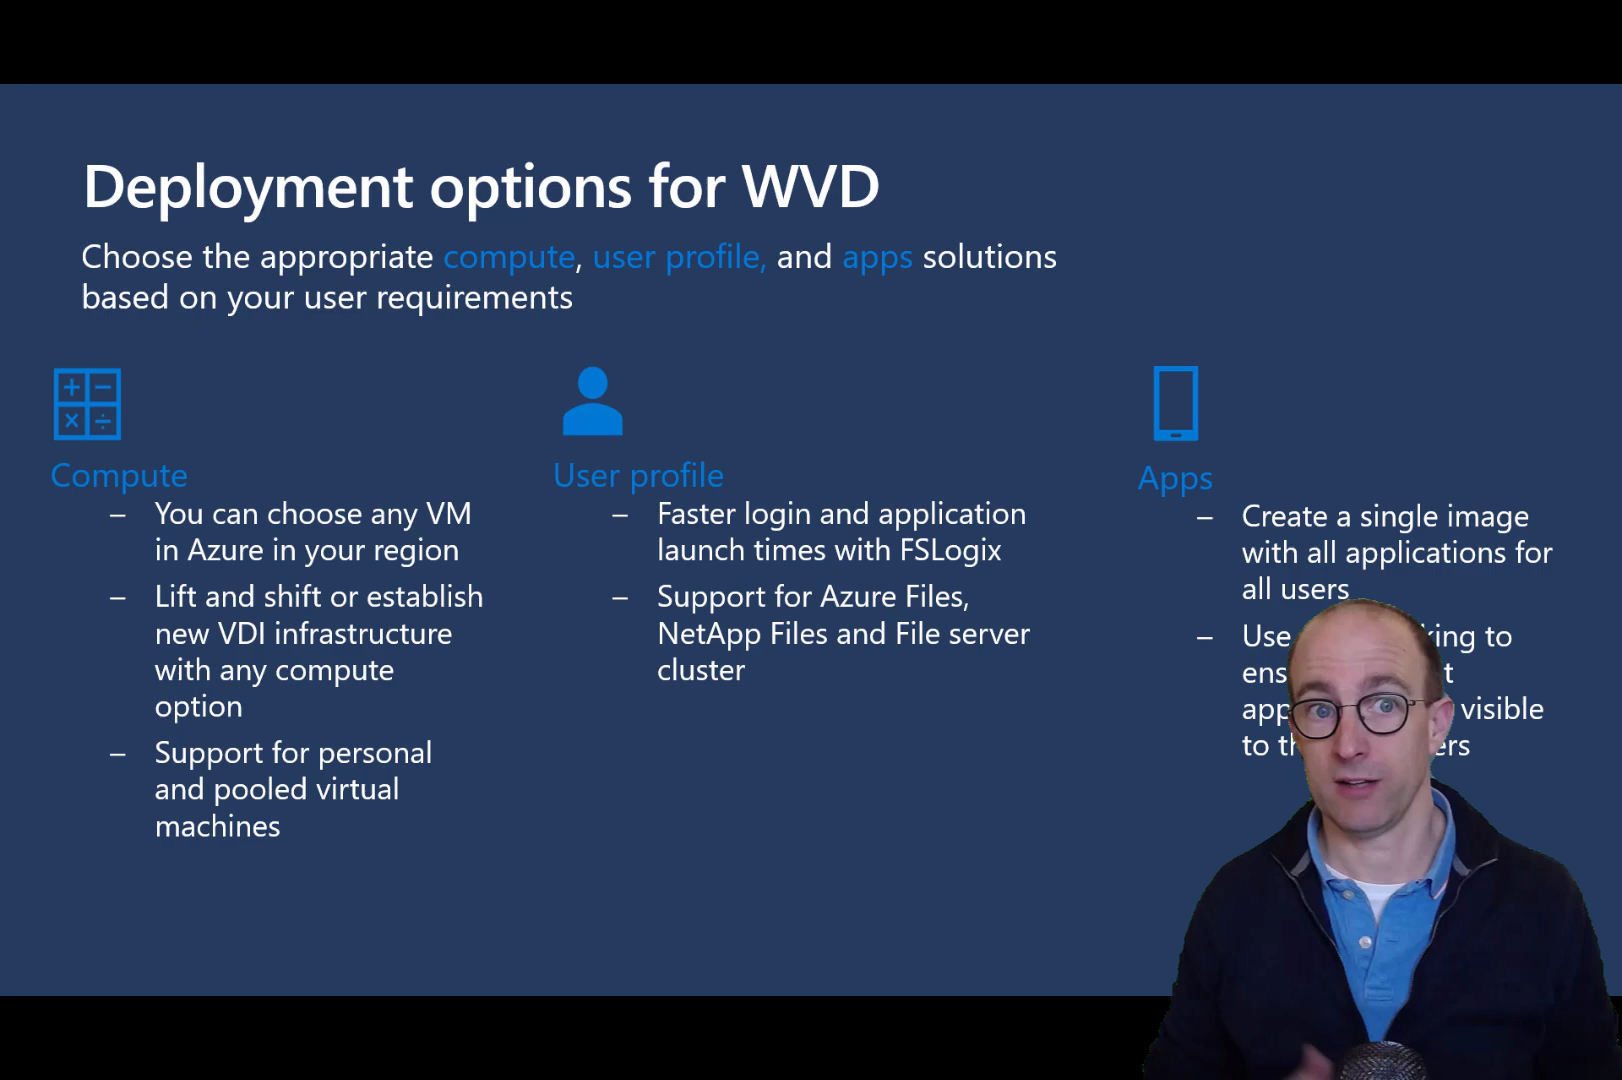 Deployment options for WVD
Choose the appropriate compute, user profile, and apps solutions
based on your user requirements
Compute
– You can choose any VM
in Azure in your region
– Lift and shift or establish
new VDI infrastructure
with any compute
option
– Support for personal
and pooled virtual
machines
User profile
– Faster login and application
launch times with FSLogix
– Support for Azure Files,
NetApp Files and File server
cluster
Apps
– Create a single image
with all applications for
all users
– Use to
visible
to